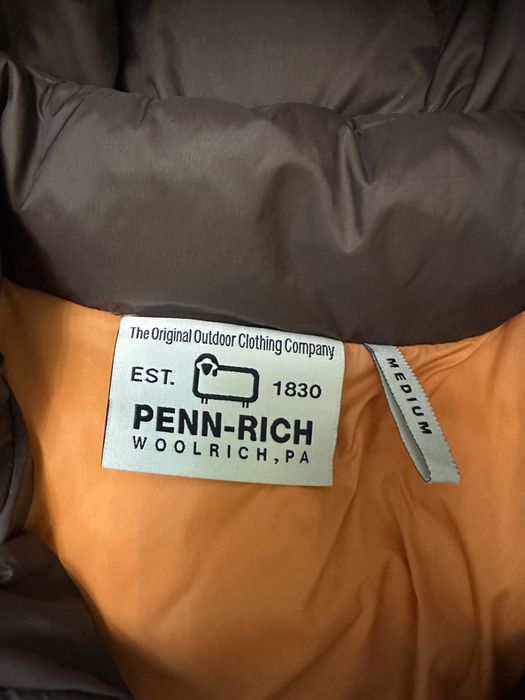 The Original Outdoor Clothing Company
EST. 1830
PENN-RICH
WOOLRICH, PA
MEDIUM